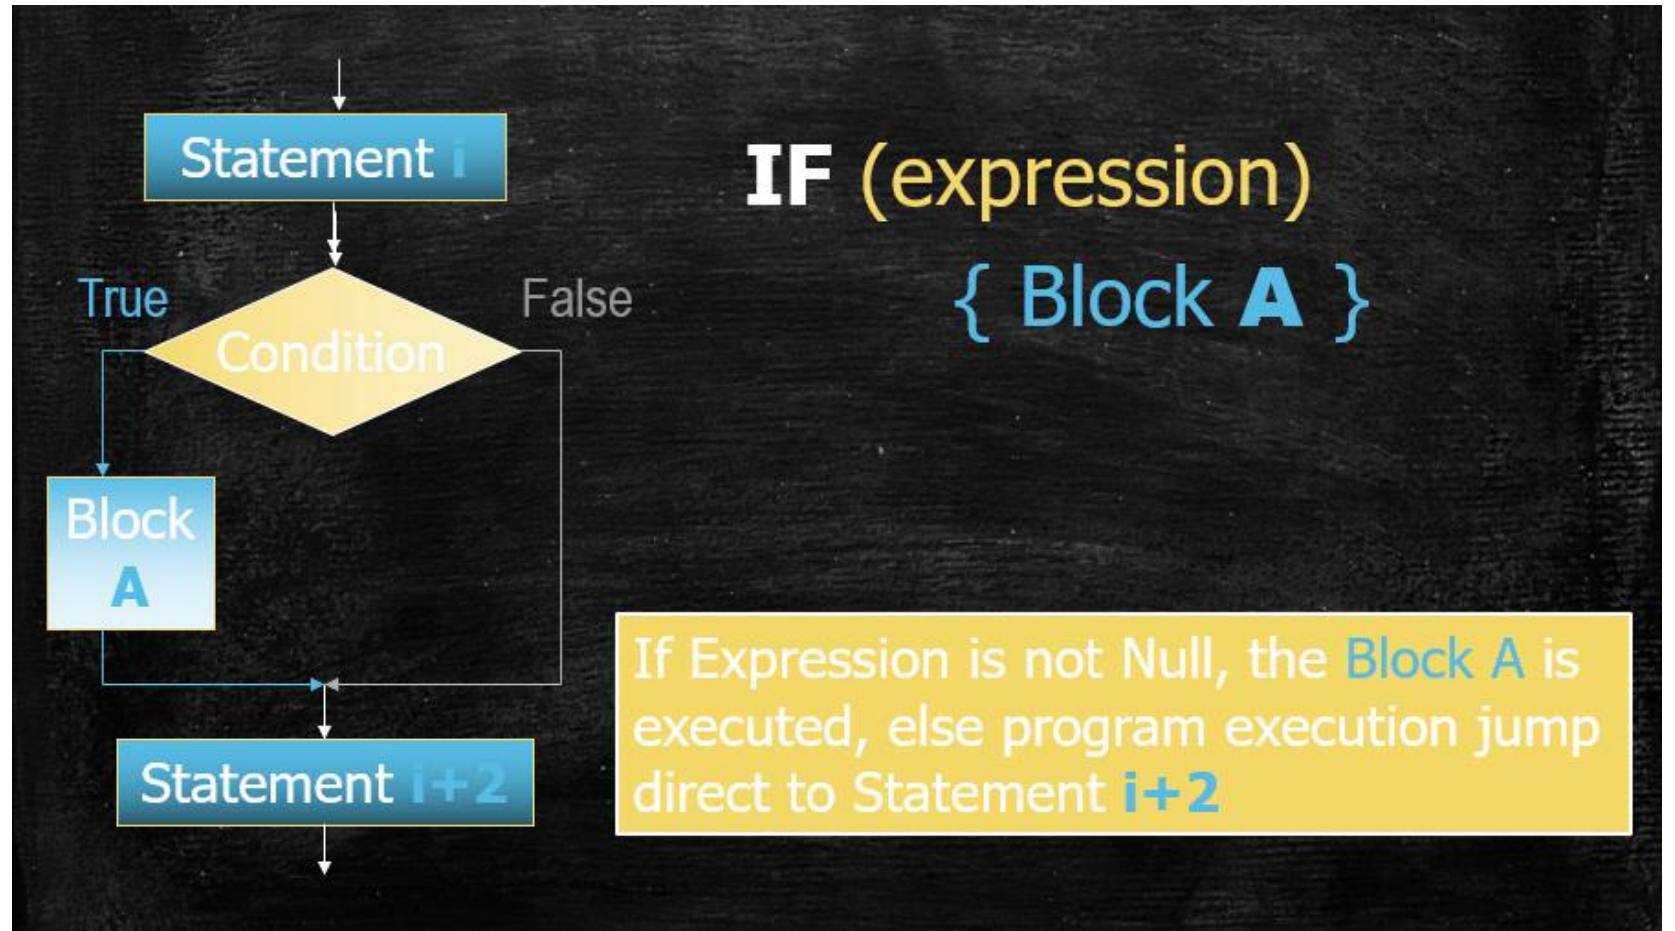 Statement i
IF (expression)
{ Block A }
True
False
Condition
Block
A
If Expression is not Null, the Block A is
executed, else program execution jump
direct to Statement i+2
Statement i+2